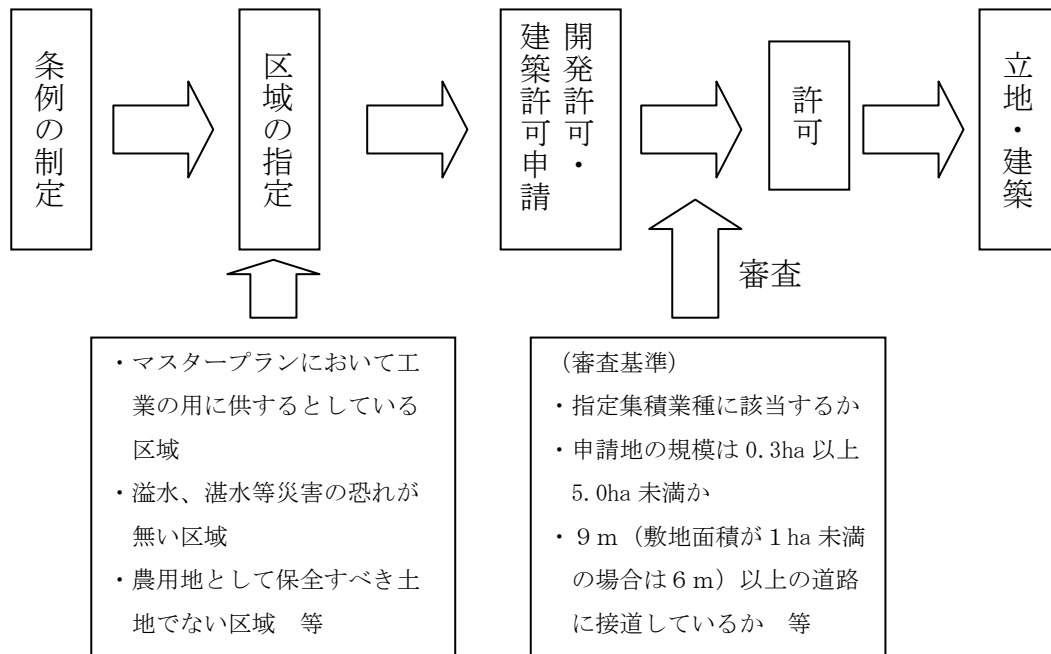 条例の制定
区域の指定
開発許可・
建築許可申請
許可
立地・建築
審査
・マスタープランにおいて工
業の用に供するとしている
区域
・溢水、湛水等災害の恐れが
無い区域
・農用地として保全すべき土
地でない区域　等
（審査基準）
・指定集積業種に該当するか
・申請地の規模は 0.3ha 以上
5.0ha 未満か
・９ｍ（敷地面積が１ha 未満
の場合は６ｍ）以上の道路
に接道しているか　等